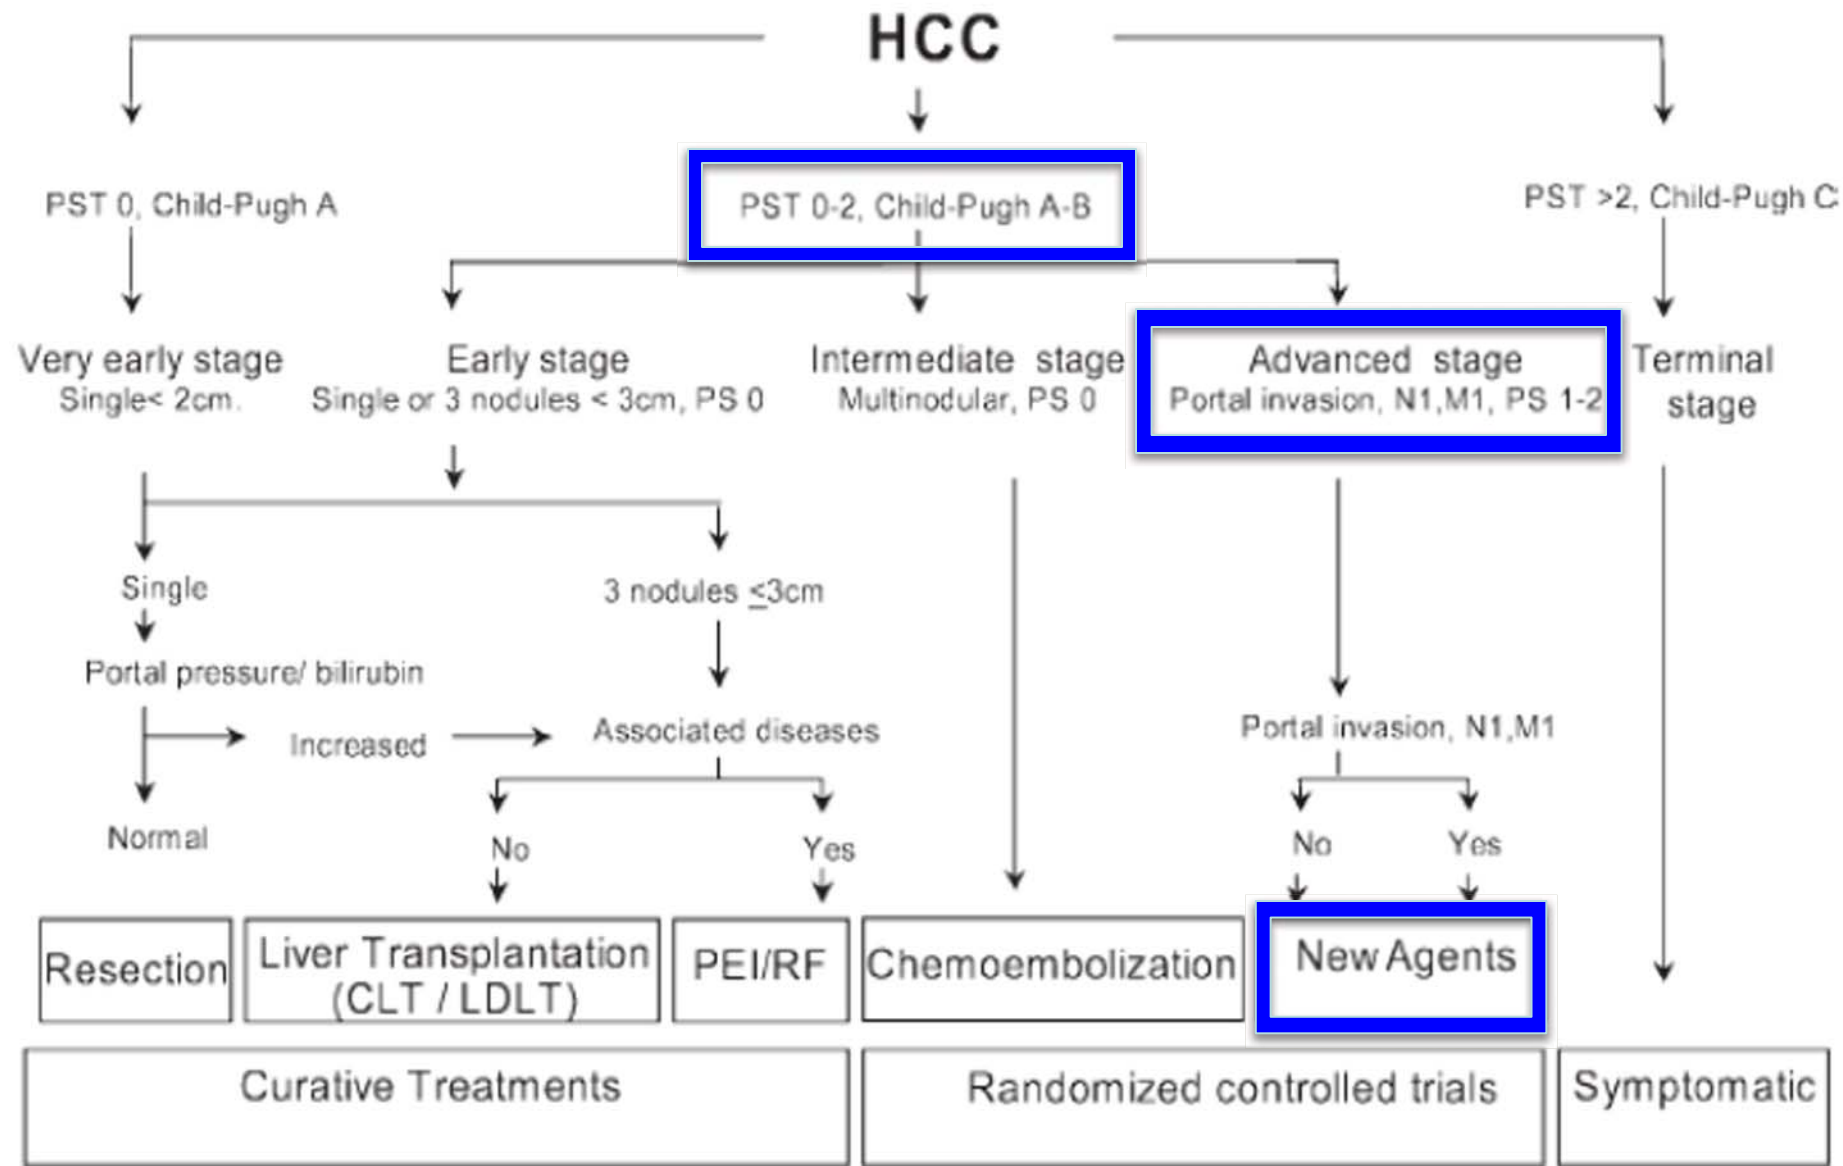 HCC
PST 0, Child-Pugh A
PST 0-2, Child-Pugh A-B
PST >2, Child-Pugh C
Very early stage
Single< 2cm.
Early stage
Single or 3 nodules < 3cm, PS 0
Intermediate stage
Multinodular, PS 0
Advanced stage
Portal invasion, N1,M1, PS 1-2
Terminal
stage
Single
3 nodules ≤3cm
Portal pressure/ bilirubin
Increased
Associated diseases
Portal invasion, N1,M1
Normal
No
Yes
No
Yes
Resection
Liver Transplantation
(CLT / LDLT)
PEI/RF
Chemoembolization
New Agents
Curative Treatments
Randomized controlled trials
Symptomatic